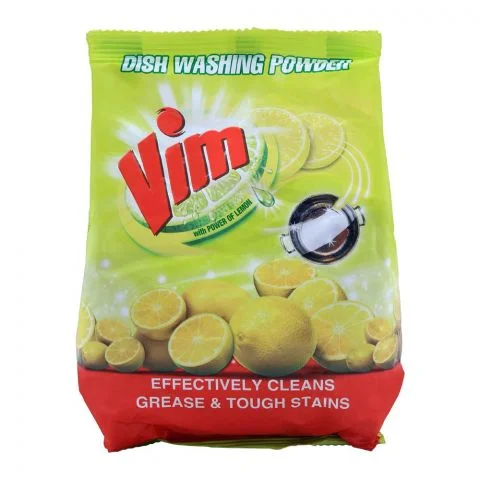 DISH WASHING POWDER
Vim
with POWER OF LEMON
EFFECTIVELY CLEANS
GREASE & TOUGH STAINS